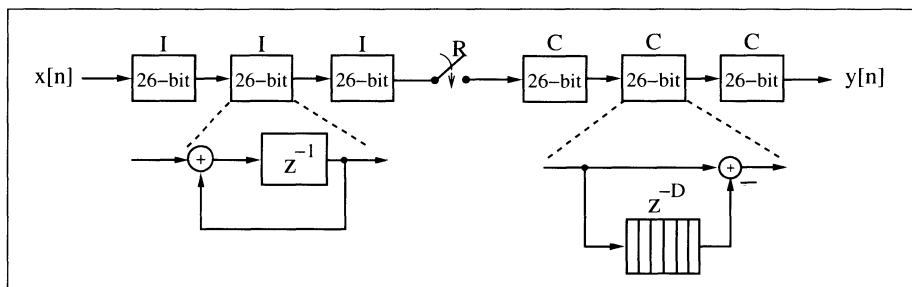 I I I R C C C
x[n] 26-bit 26-bit 26-bit 26-bit 26-bit 26-bit y[n]
+ z⁻¹ + −
z⁻ᴰ